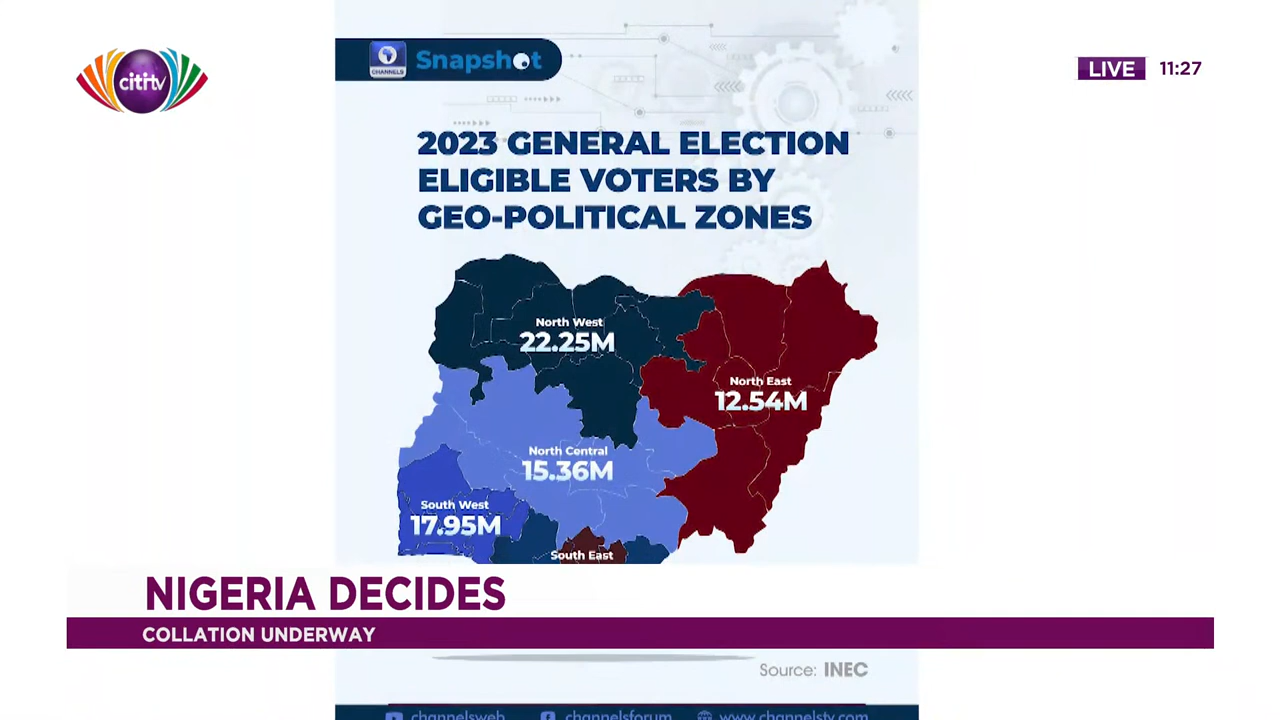 citi tv
CHANNELS
Snapshot
LIVE 11:27
2023 GENERAL ELECTION
ELIGIBLE VOTERS BY
GEO-POLITICAL ZONES
North West
22.25M
North East
12.54M
North Central
15.36M
South West
17.95M
South East
NIGERIA DECIDES
COLLATION UNDERWAY
Source: INEC
channelsweb channelsforum www.channelstv.com